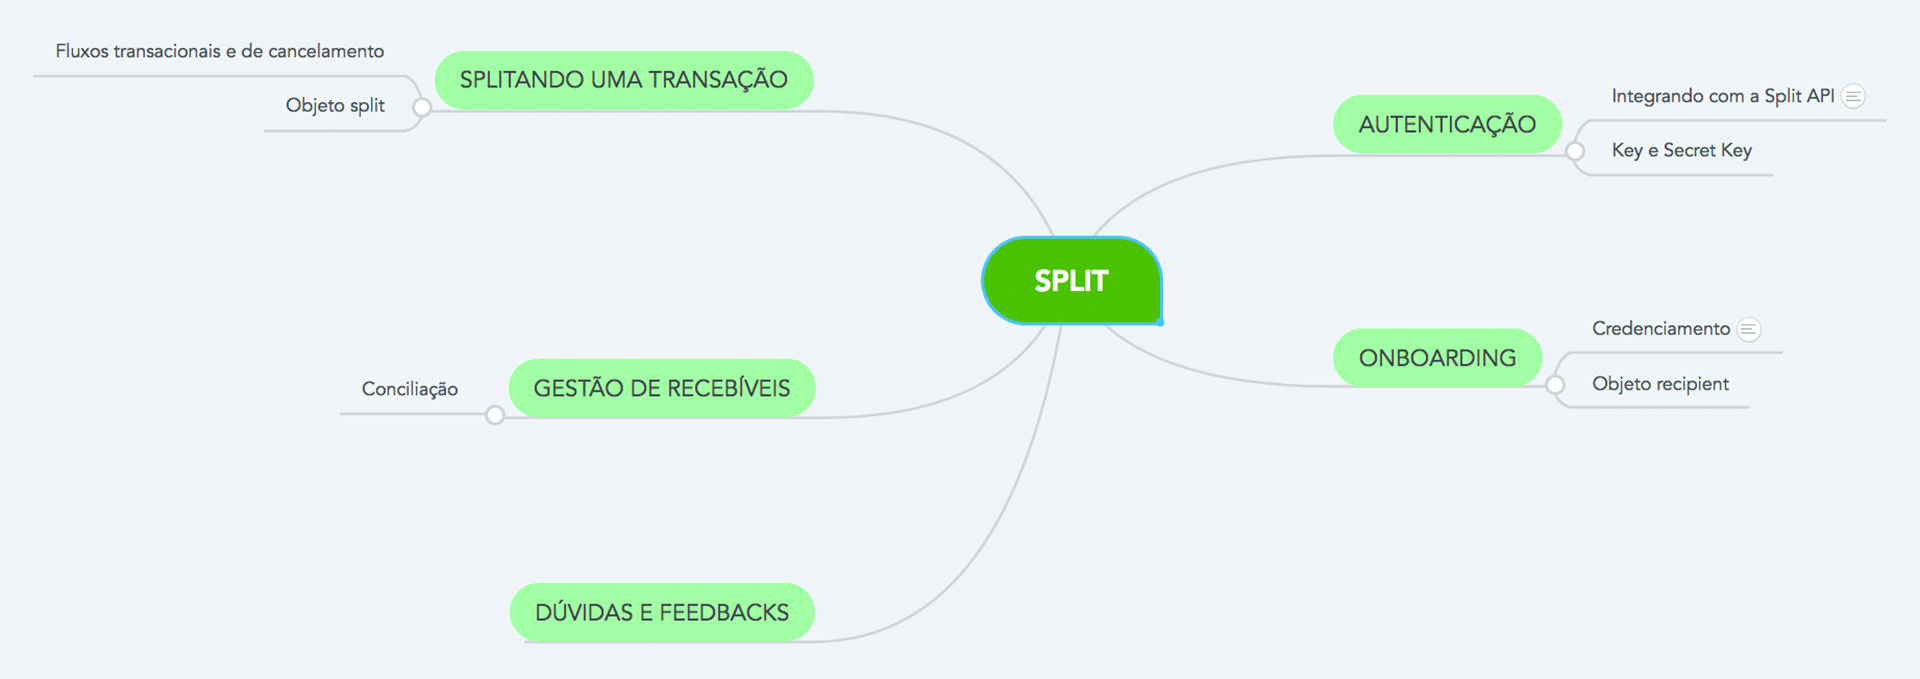 Fluxos transacionais e de cancelamento
Objeto split
SPLITANDO UMA TRANSAÇÃO
AUTENTICAÇÃO
Integrando com a Split API
Key e Secret Key
SPLIT
ONBOARDING
Credenciamento
Objeto recipient
Conciliação
GESTÃO DE RECEBÍVEIS
DÚVIDAS E FEEDBACKS